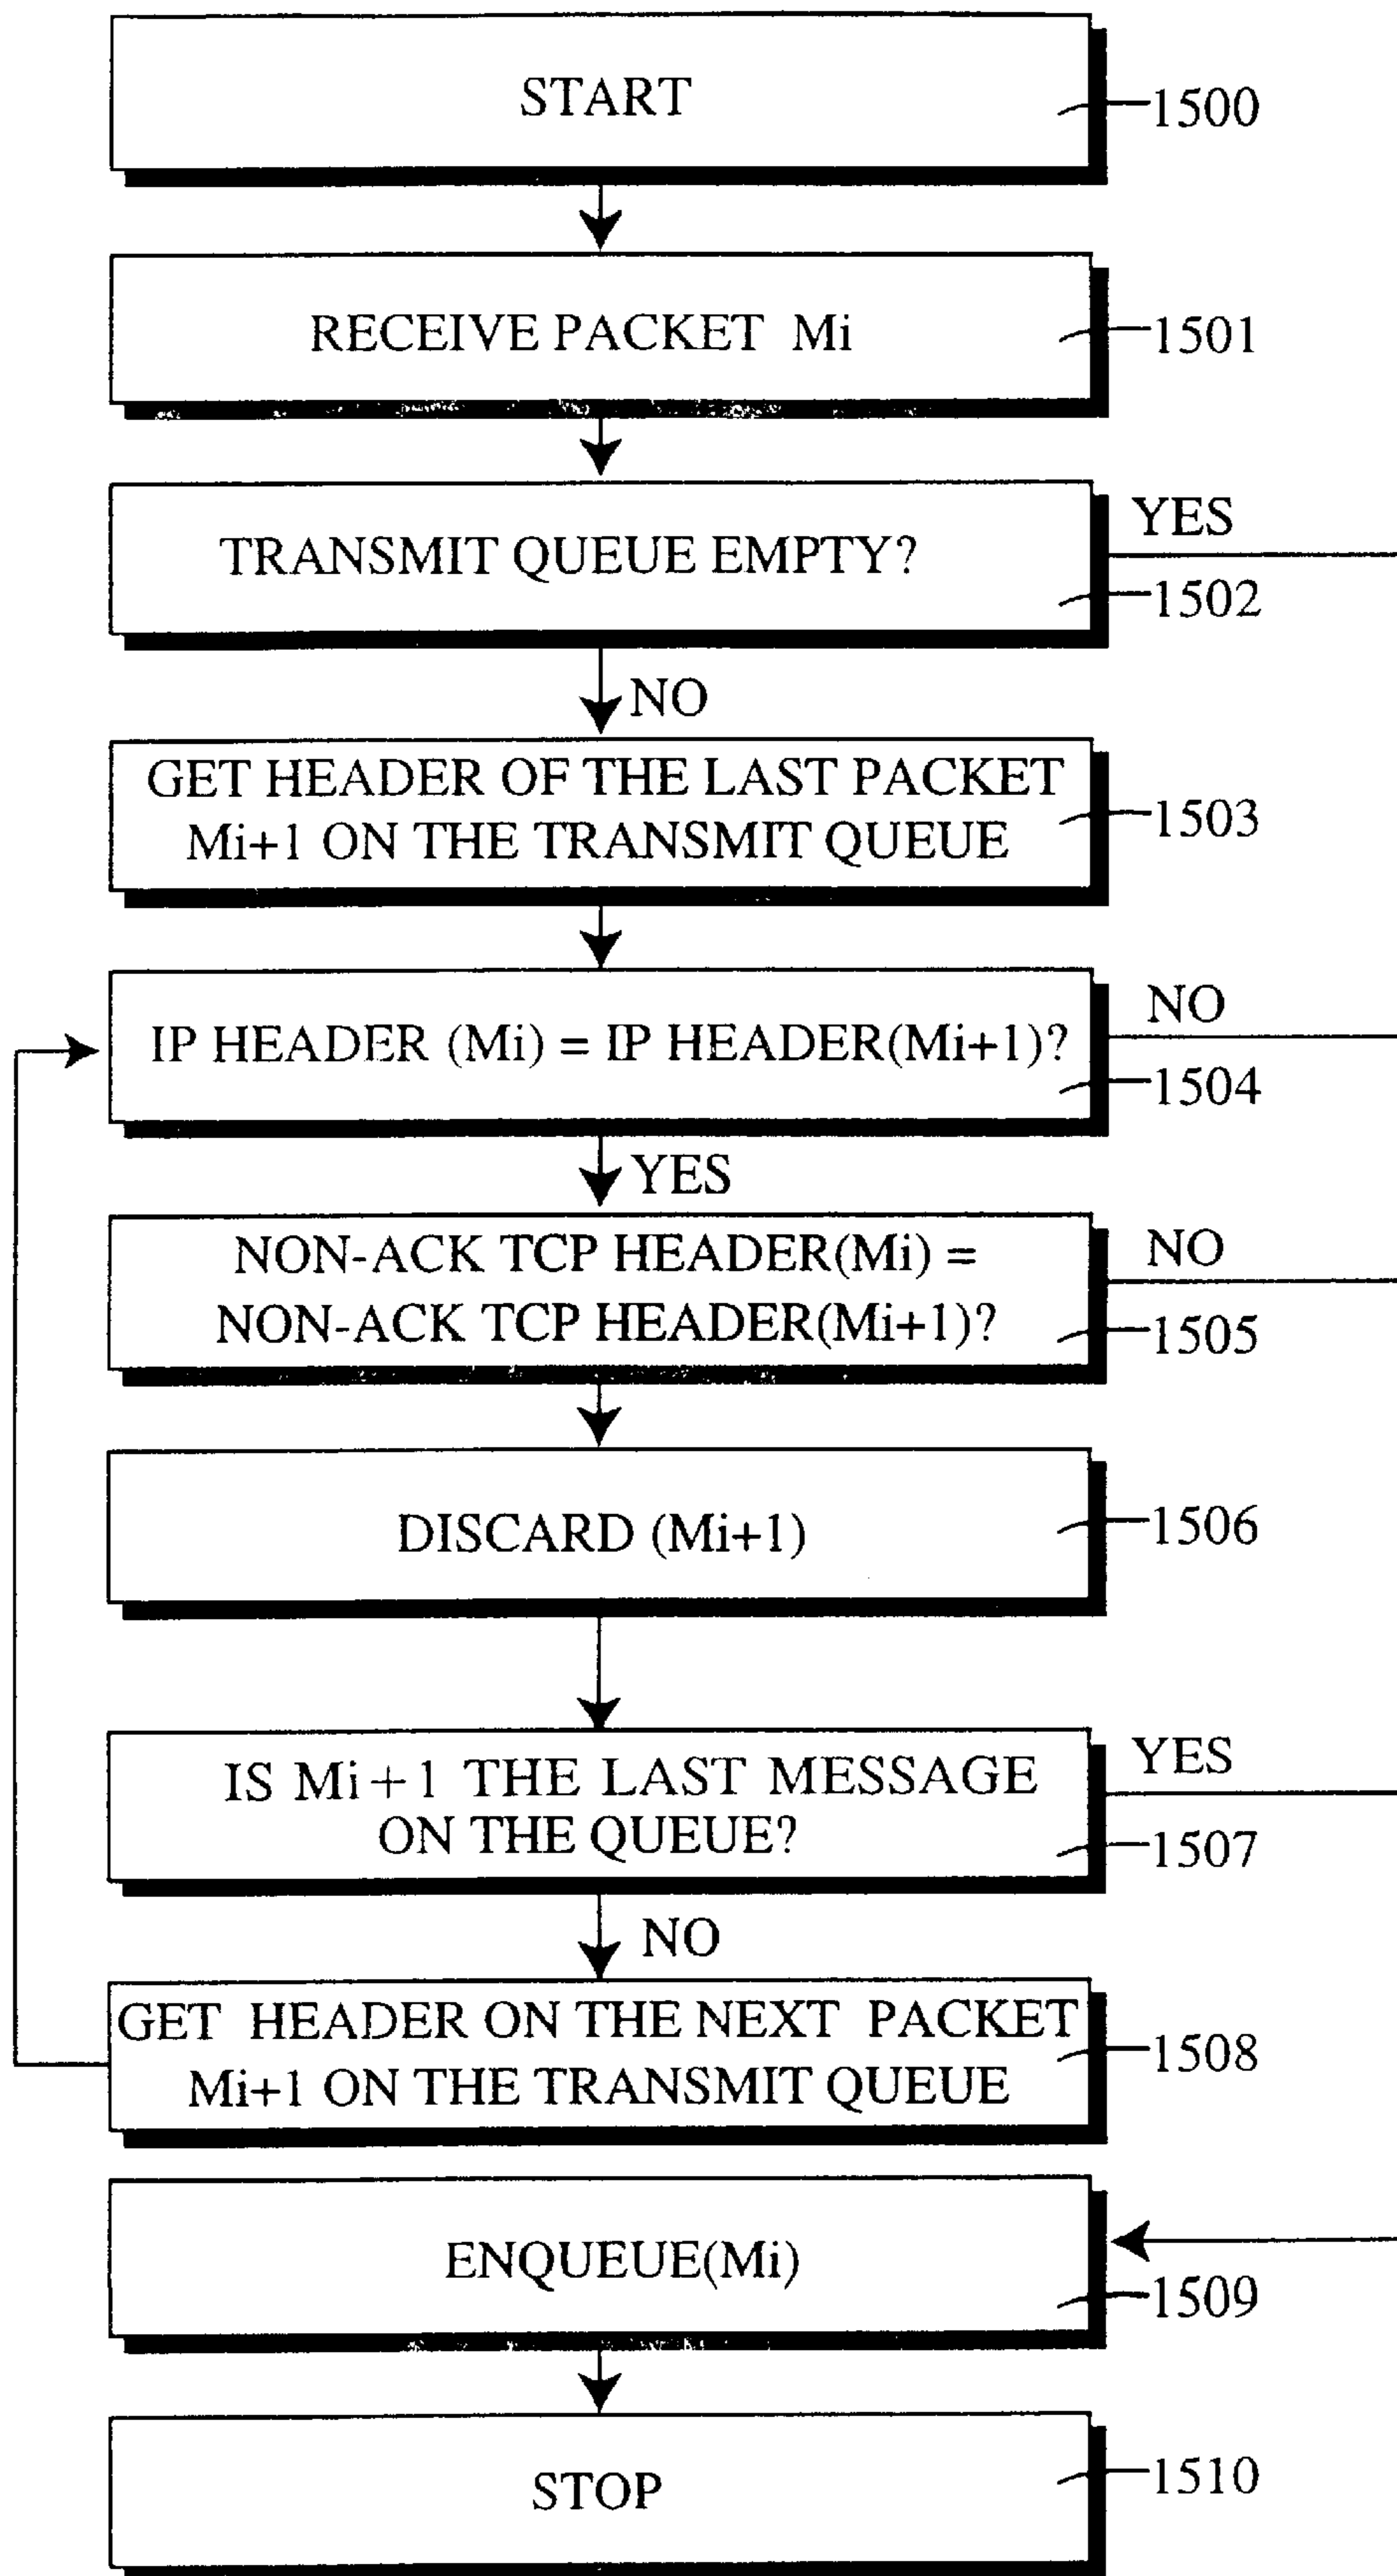 START
1500
RECEIVE PACKET Mi
1501
YES
TRANSMIT QUEUE EMPTY?
1502
NO
GET HEADER OF THE LAST PACKET
Mi+1 ON THE TRANSMIT QUEUE
1503
NO
IP HEADER (Mi) = IP HEADER(Mi+1)?
1504
YES
NON-ACK TCP HEADER(Mi) =
NO
NON-ACK TCP HEADER(Mi+1)?
1505
DISCARD (Mi+1)
1506
YES
IS Mi+1 THE LAST MESSAGE
ON THE QUEUE?
1507
NO
GET HEADER ON THE NEXT PACKET
Mi+1 ON THE TRANSMIT QUEUE
1508
ENQUEUE(Mi)
1509
STOP
1510